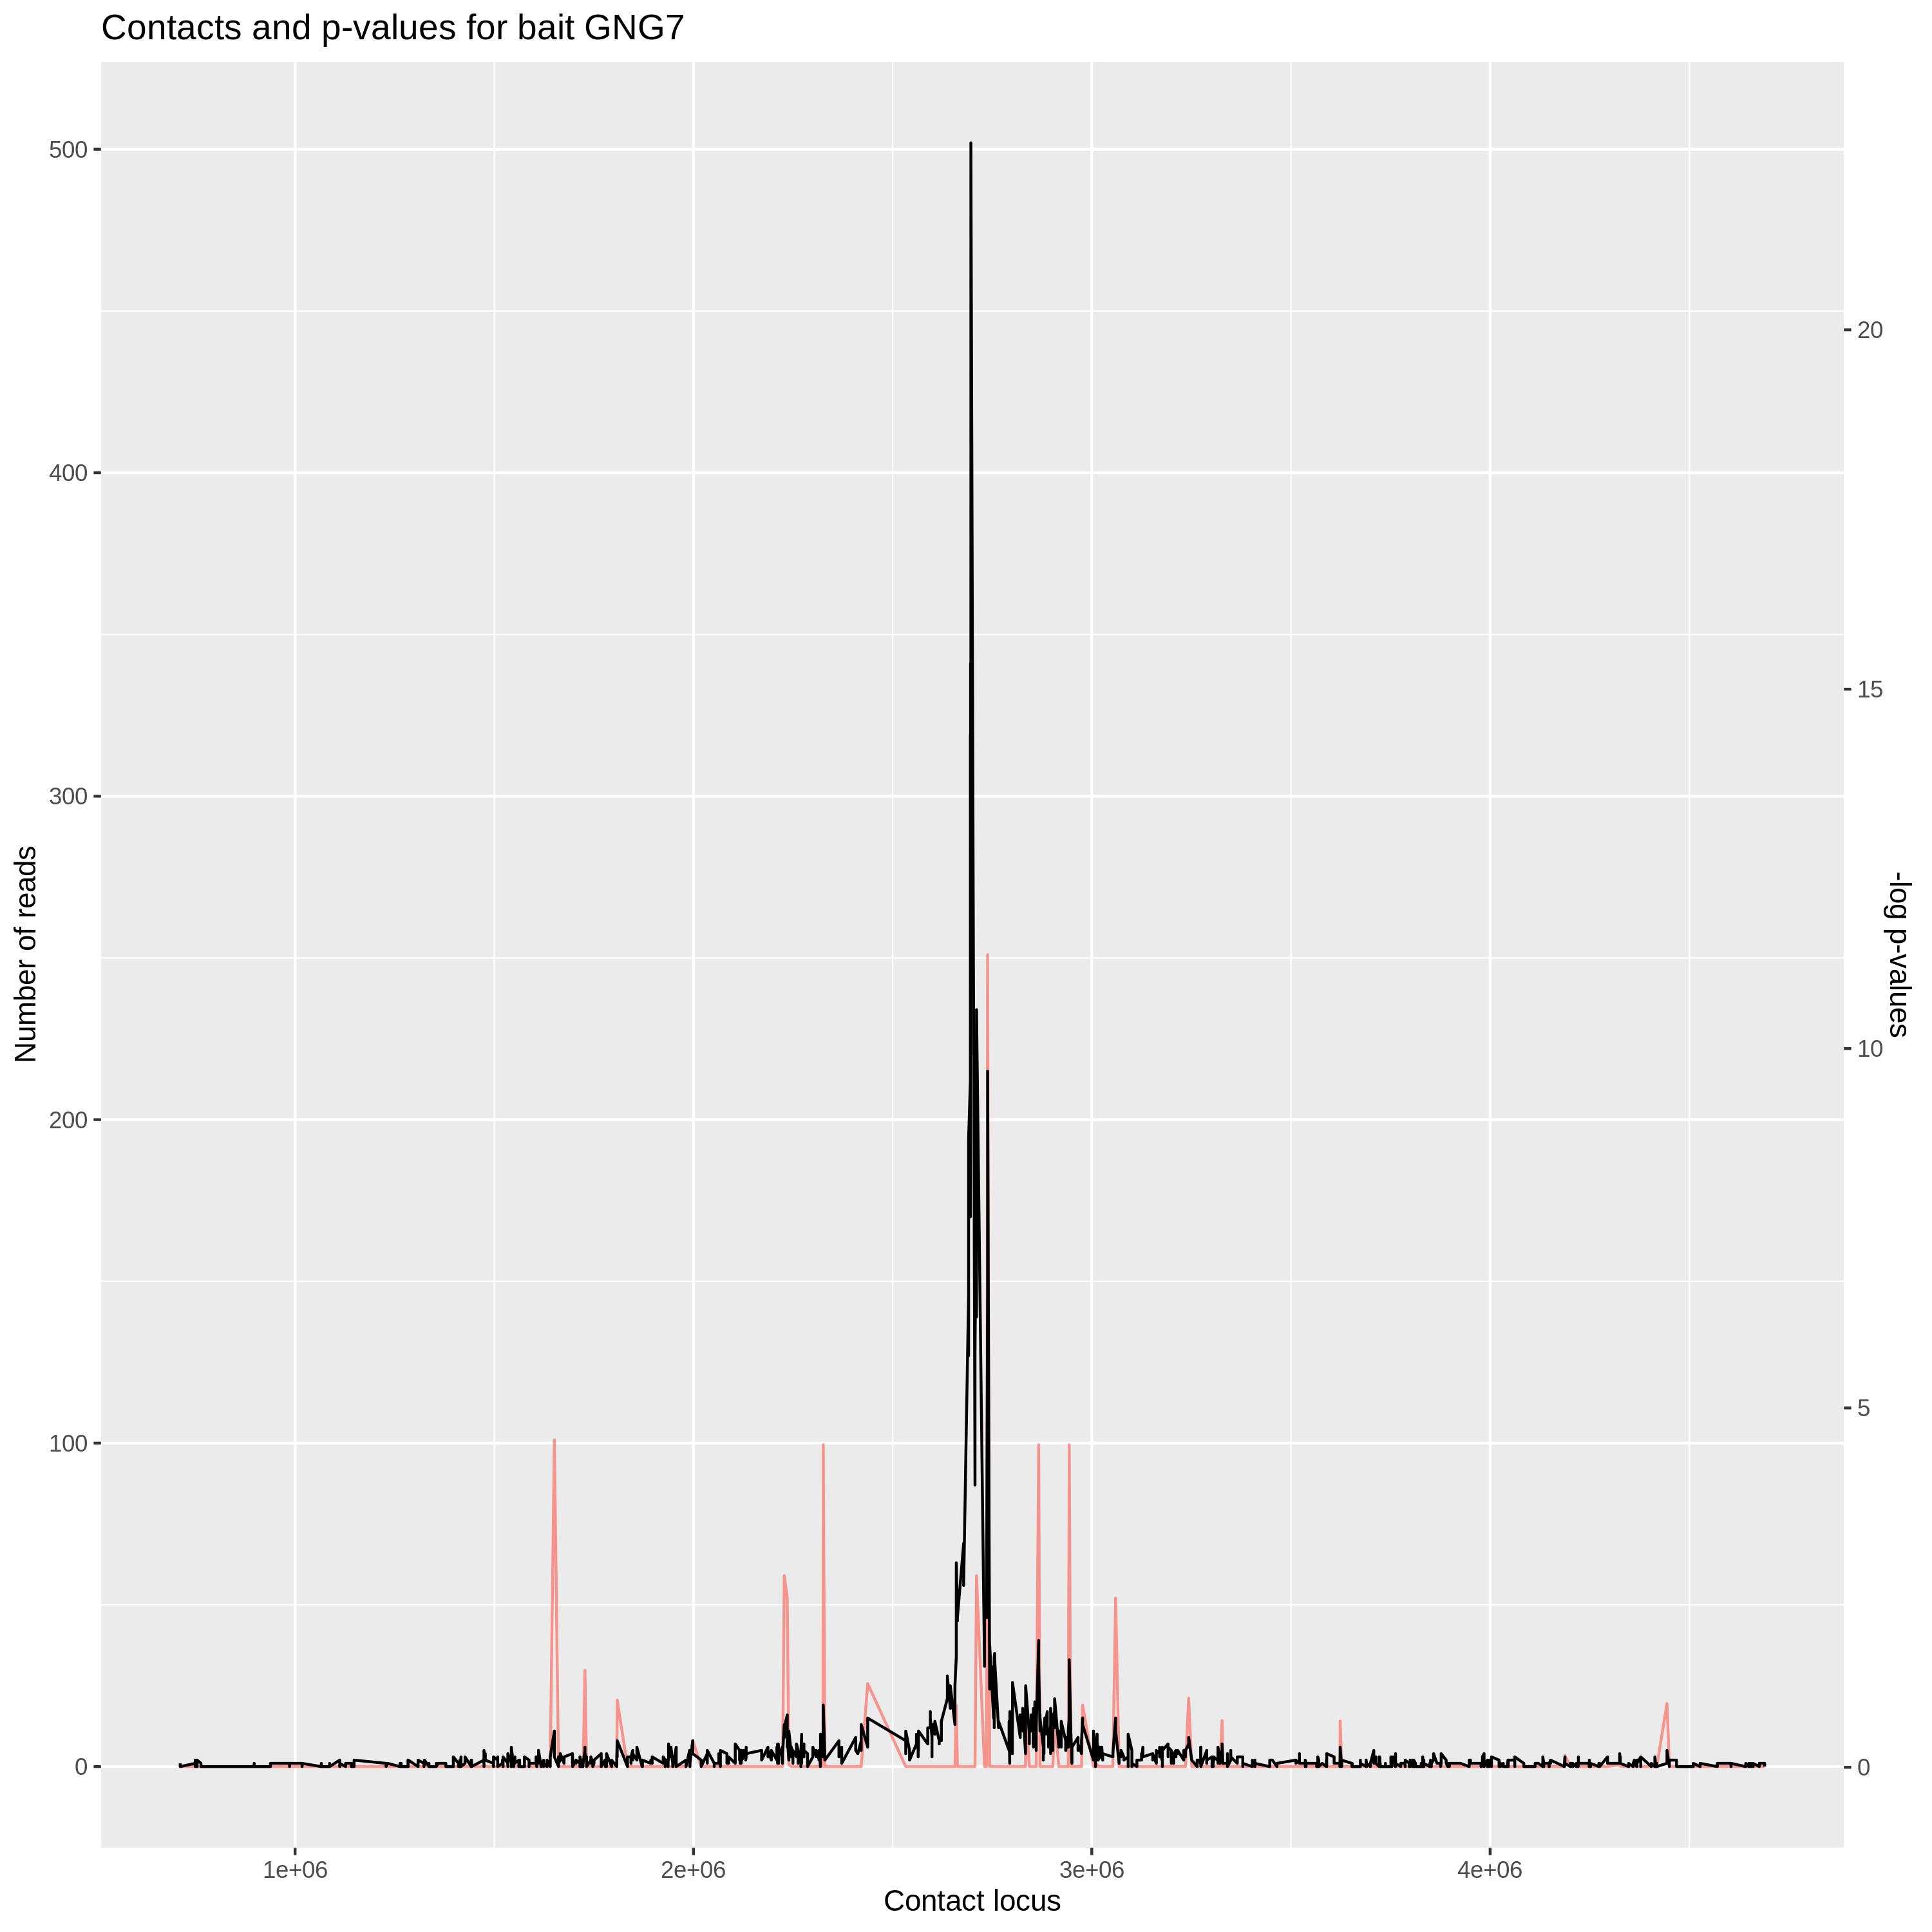 Contacts and p-values for bait GNG7
500
400
300
200
100
0
Number of reads
20
15
10
5
0
-log p-values
1e+06
2e+06
3e+06
4e+06
Contact locus